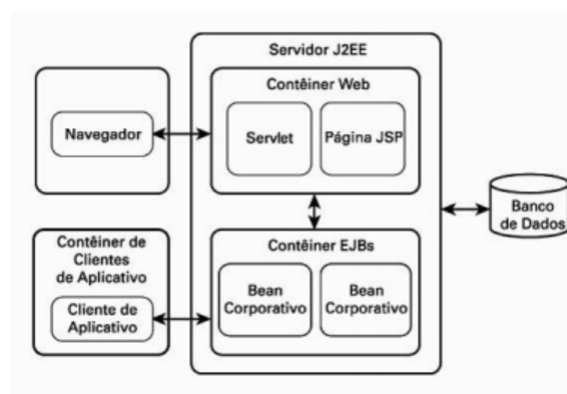 Servidor J2EE
Contêiner Web
Navegador
Servlet
Página JSP
Banco
de Dados
Contêiner de
Clientes
de Aplicativo
Cliente de
Aplicativo
Contêiner EJBs
Bean
Corporativo
Bean
Corporativo